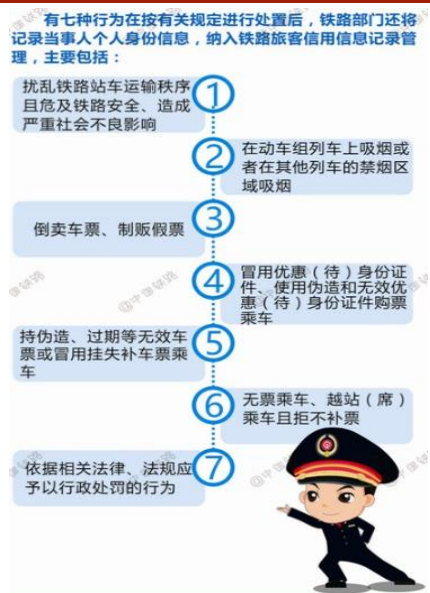 有七种行为在按有关规定进行处置后，铁路部门还将
记录当事人个人身份信息，纳入铁路旅客信用信息记录管
理，主要包括：
扰乱铁路站车运输秩序
且危及铁路安全、造成
严重社会不良影响
1
2
在动车组列车上吸烟或
者在其他列车的禁烟区
域吸烟
倒卖车票、制贩假票
3
4
冒用优惠（待）身份证
件、使用伪造和无效优
惠（待）身份证件购票
乘车
持伪造、过期等无效车
票或冒用挂失补车票乘
车
5
6
无票乘车、越站（席）
乘车且拒不补票
依据相关法律、法规应
予以行政处罚的行为
7
@中国铁路